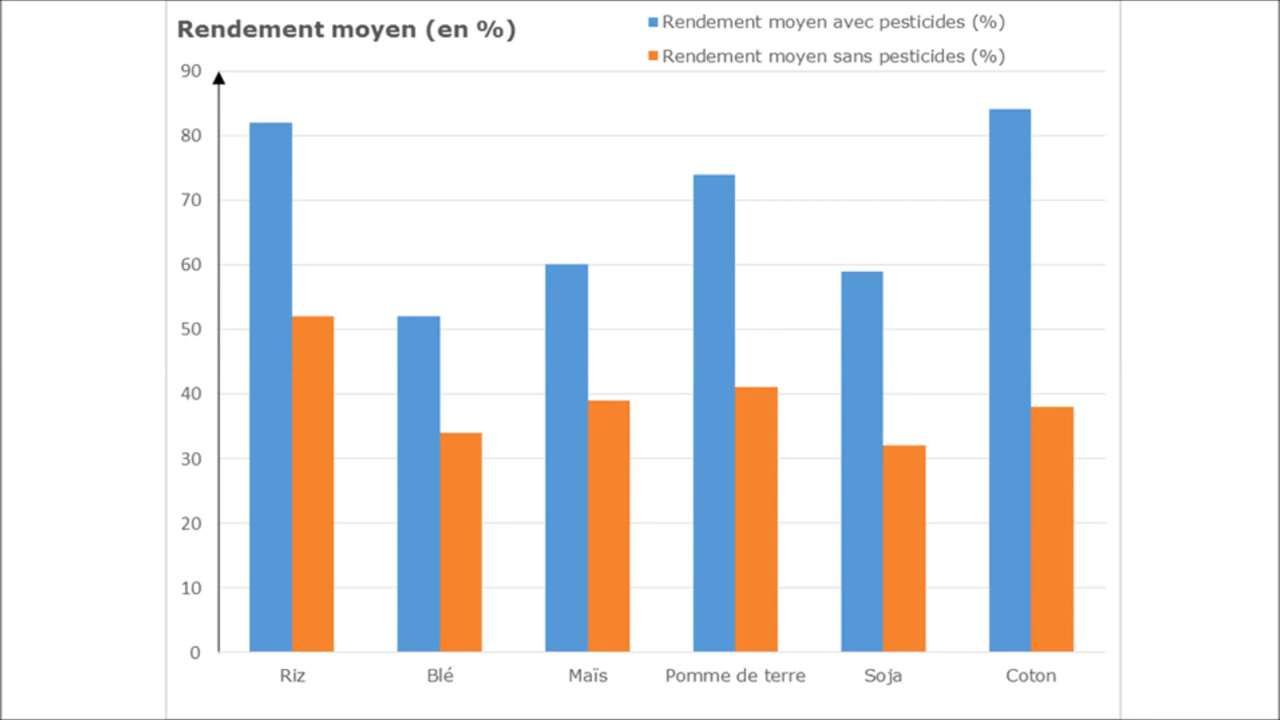 Rendement moyen (en %)
Rendement moyen avec pesticides (%)
Rendement moyen sans pesticides (%)
90
80
70
60
50
40
30
20
10
0
Riz Blé Maïs Pomme de terre Soja Coton